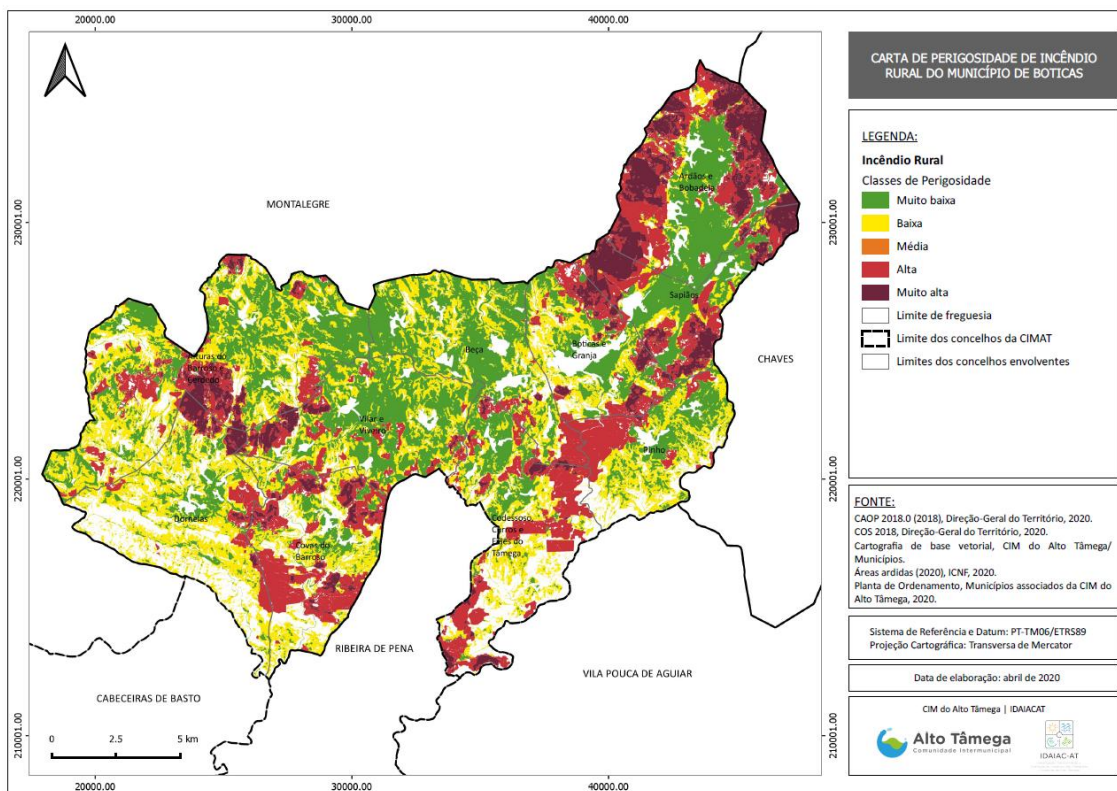 20000.00
30000.00
40000.00
230001.00
220001.00
210001.00
230001.00
220001.00
210001.00
MONTALEGRE
CHAVES
RIBEIRA DE PENA
CABECEIRAS DE BASTO
VILA POUCA DE AGUIAR
Ardãos e
Bobadela
Sapiãos
Boticas e
Granja
Beça
Alturas do
Barroso e
Cerdedo
Vilar e
Viveiro
Pinho
Dornelas
Covas do
Barroso
Codessoso,
Curros e
Fiães do
Tâmega
0 2.5 5 km
20000.00
30000.00
40000.00
CARTA DE PERIGOSIDADE DE INCÊNDIO
RURAL DO MUNICÍPIO DE BOTICAS
LEGENDA:
Incêndio Rural
Classes de Perigosidade
Muito baixa
Baixa
Média
Alta
Muito alta
Limite de freguesia
Limite dos concelhos da CIMAT
Limites dos concelhos envolventes
FONTE:
CAOP 2018.0 (2018), Direção-Geral do Território, 2020.
COS 2018, Direção-Geral do Território, 2020.
Cartografia de base vetorial, CIM do Alto Tâmega/
Municípios.
Áreas ardidas (2020), ICNF, 2020.
Planta de Ordenamento, Municípios associados da CIM do
Alto Tâmega, 2020.
Sistema de Referência e Datum: PT-TM06/ETRS89
Projeção Cartográfica: Transversa de Mercator
Data de elaboração: abril de 2020
CIM do Alto Tâmega | IDAIACAT
Alto Tâmega
Comunidade Intermunicipal
IDAIAC-AT